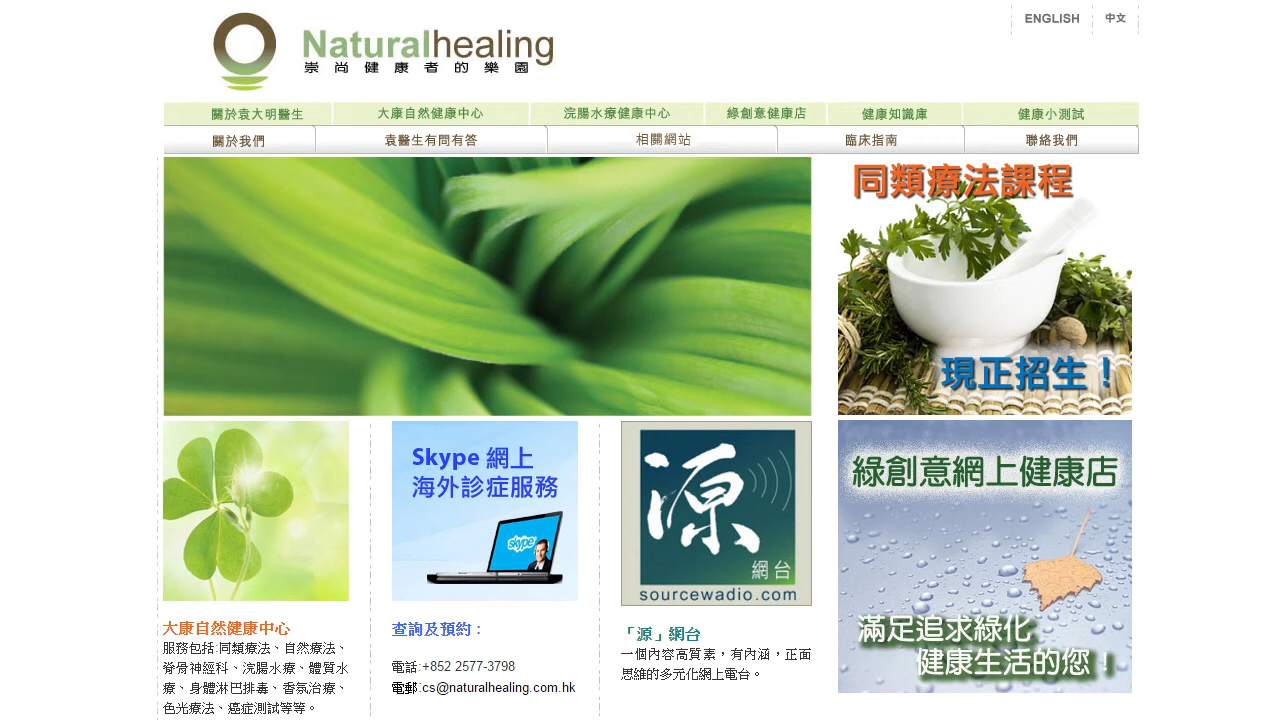 ENGLISH 中文
Naturalhealing
崇尚健康者的樂園
關於袁大明醫生 大康自然健康中心 浣腸水療健康中心 綠創意健康店 健康知識庫 健康小測試
關於我們 袁醫生有問有答 相關網站 臨床指南 聯絡我們
同類療法課程
現正招生！
Skype 網上
海外診症服務
skype
源
網台
sourcewadio.com
綠創意網上健康店
滿足追求綠化
健康生活的您！
大康自然健康中心
服務包括:同類療法、自然療法、
脊骨神經科、浣腸水療、體質水
療、身體淋巴排毒、香氛治療、
色光療法、癌症測試等等。
查詢及預約：
電話:+852 2577-3798
電郵:cs@naturalhealing.com.hk
「源」網台
一個內容高質素，有內涵，正面
思維的多元化網上電台。